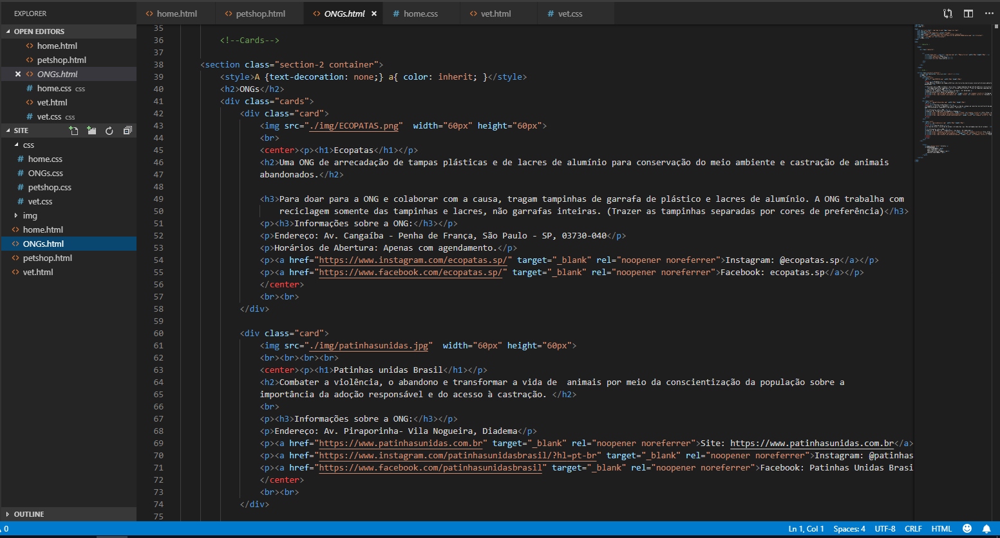 EXPLORER
OPEN EDITORS
home.html
petshop.html
ONGs.html
home.css css
vet.html
vet.css css
SITE
css
home.css
ONGs.css
petshop.css
vet.css
img
home.html
ONGs.html
petshop.html
vet.html
OUTLINE
home.html petshop.html ONGs.html home.css vet.html vet.css
35
36 <!--Cards-->
37
38 <section class="section-2 container">
39 <style>A {text-decoration: none;} a{ color: inherit; }</style>
40 <h2>ONGs</h2>
41 <div class="cards">
42 <div class="card">
43 <img src="./img/ECOPATAS.png"  width="60px" height="60px">
44 <br>
45 <center><p><h1>Ecopatas</h1></p>
46 <h2>Uma ONG de arrecadação de tampas plásticas e de lacres de alumínio para conservação do meio ambiente e castração de animais
47 abandonados.</h2>
48
49 <h3>Para doar para a ONG e colaborar com a causa, tragam tampinhas de garrafa de plástico e lacres de alumínio. A ONG trabalha com
50 reciclagem somente das tampinhas e lacres, não garrafas inteiras. (Trazer as tampinhas separadas por cores de preferência)</h3>
51 <p><h3>Informações sobre a ONG:</h3></p>
52 <p>Endereço: Av. Cangaíba - Penha de França, São Paulo - SP, 03730-040</p>
53 <p>Horários de Abertura: Apenas com agendamento.</p>
54 <p><a href="https://www.instagram.com/ecopatas.sp/" target="_blank" rel="noopener noreferrer">Instagram: @ecopatas.sp</a></p>
55 <p><a href="https://www.facebook.com/ecopatas.sp/" target="_blank" rel="noopener noreferrer">Facebook: ecopatas.sp</a></p>
56 </center>
57 <br><br>
58 </div>
59
60 <div class="card">
61 <img src="./img/patinhasunidas.jpg"  width="60px" height="60px">
62 <br><br><br><br>
63 <center><p><h1>Patinhas unidas Brasil</h1></p>
64 <h2>Combater a violência, o abandono e transformar a vida de  animais por meio da conscientização da população sobre a
65 importância da adoção responsável e do acesso à castração. </h2>
66 <br>
67 <p><h3>Informações sobre a ONG:</h3></p>
68 <p>Endereço: Av. Piraporinha- Vila Nogueira, Diadema</p>
69 <p><a href="https://www.patinhasunidas.com.br" target="_blank" rel="noopener noreferrer">Site: https://www.patinhasunidas.com.br</a>
70 <p><a href="https://www.instagram.com/patinhasunidasbrasil/?hl=pt-br" target="_blank" rel="noopener noreferrer">Instagram: @patinhas
71 <p><a href="https://www.facebook.com/patinhasunidasbrasil" target="_blank" rel="noopener noreferrer">Facebook: Patinhas Unidas Brasi
72 </center>
73 <br><br>
74 </div>
75
0 Ln 1, Col 1 Spaces: 4 UTF-8 CRLF HTML